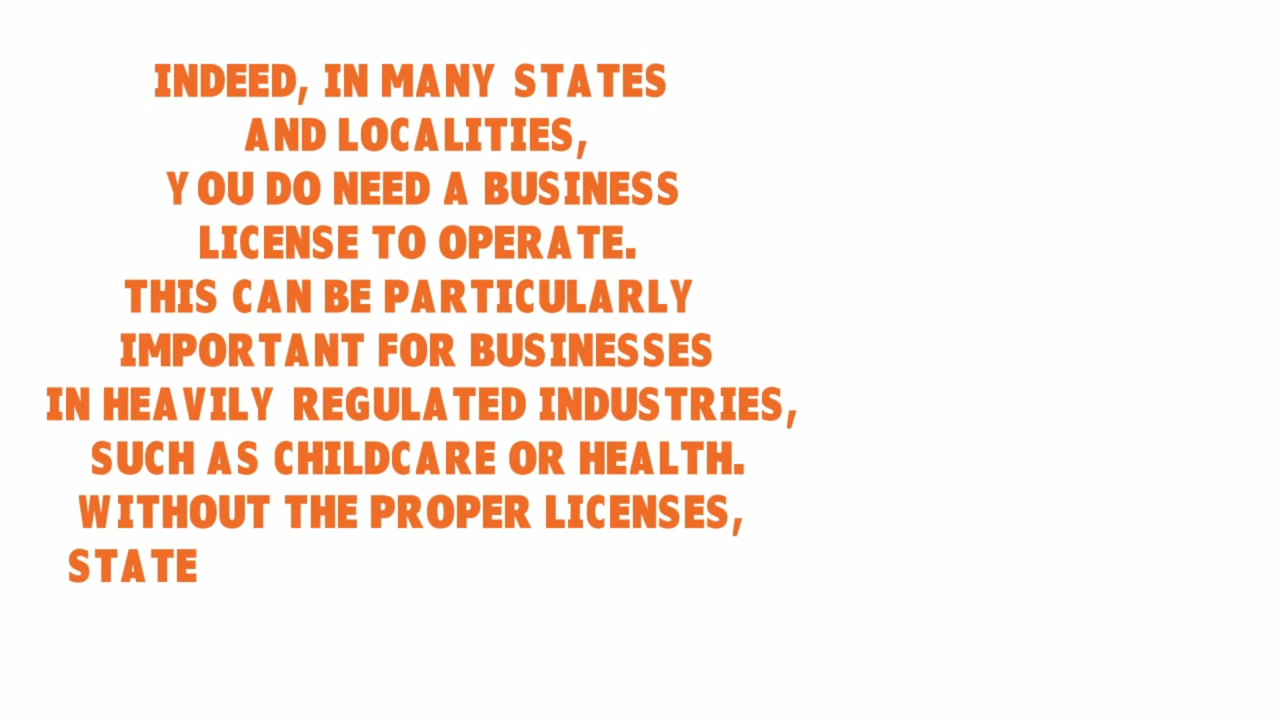 INDEED, IN MANY STATES
AND LOCALITIES,
YOU DO NEED A BUSINESS
LICENSE TO OPERATE.
THIS CAN BE PARTICULARLY
IMPORTANT FOR BUSINESSES
IN HEAVILY REGULATED INDUSTRIES,
SUCH AS CHILDCARE OR HEALTH.
WITHOUT THE PROPER LICENSES,
STATE